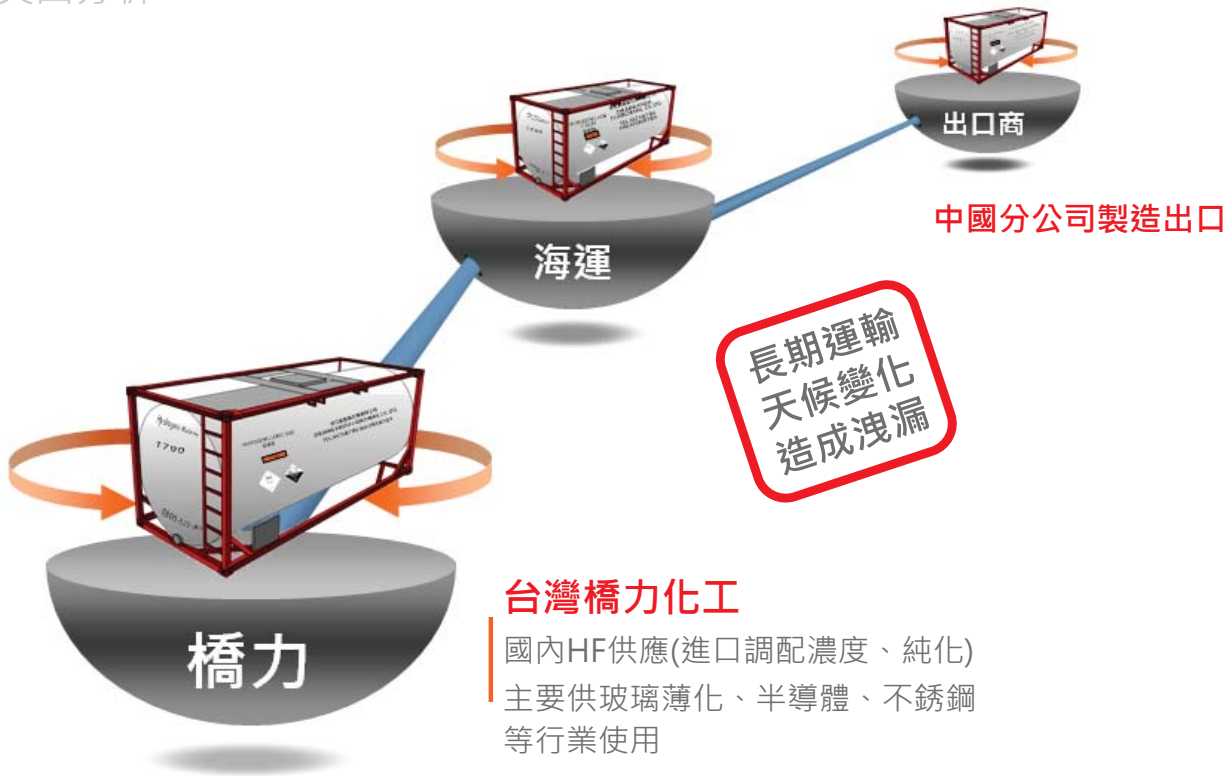 出口商
中國分公司製造出口
海運
長期運輸
天候變化
造成洩漏
1790
橋力
台灣橋力化工
國內HF供應(進口調配濃度、純化)
主要供玻璃薄化、半導體、不銹鋼
等行業使用